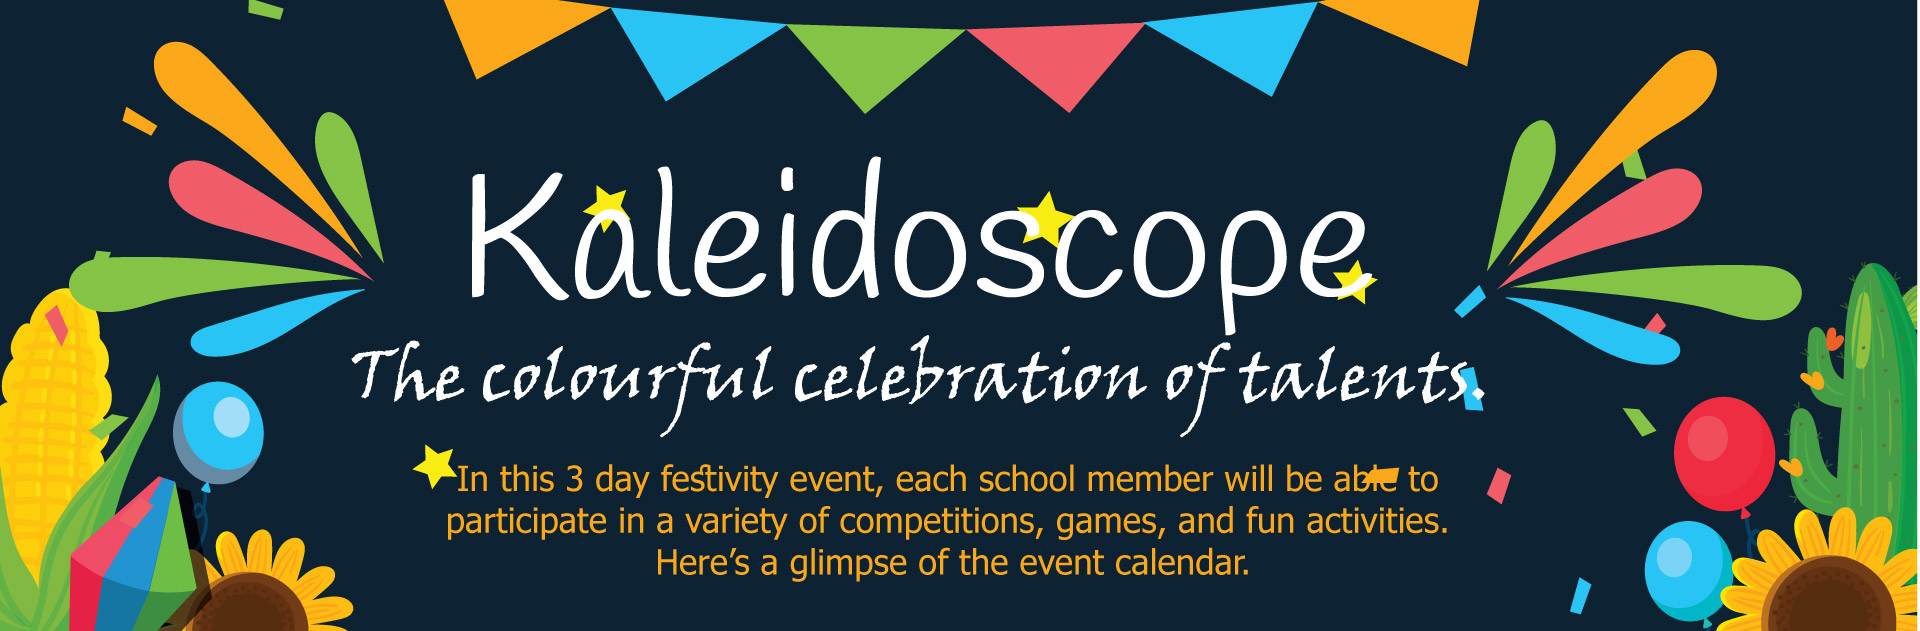 Kaleidoscope
The colourful celebration of talents.
In this 3 day festivity event, each school member will be able to
participate in a variety of competitions, games, and fun activities.
Here’s a glimpse of the event calendar.